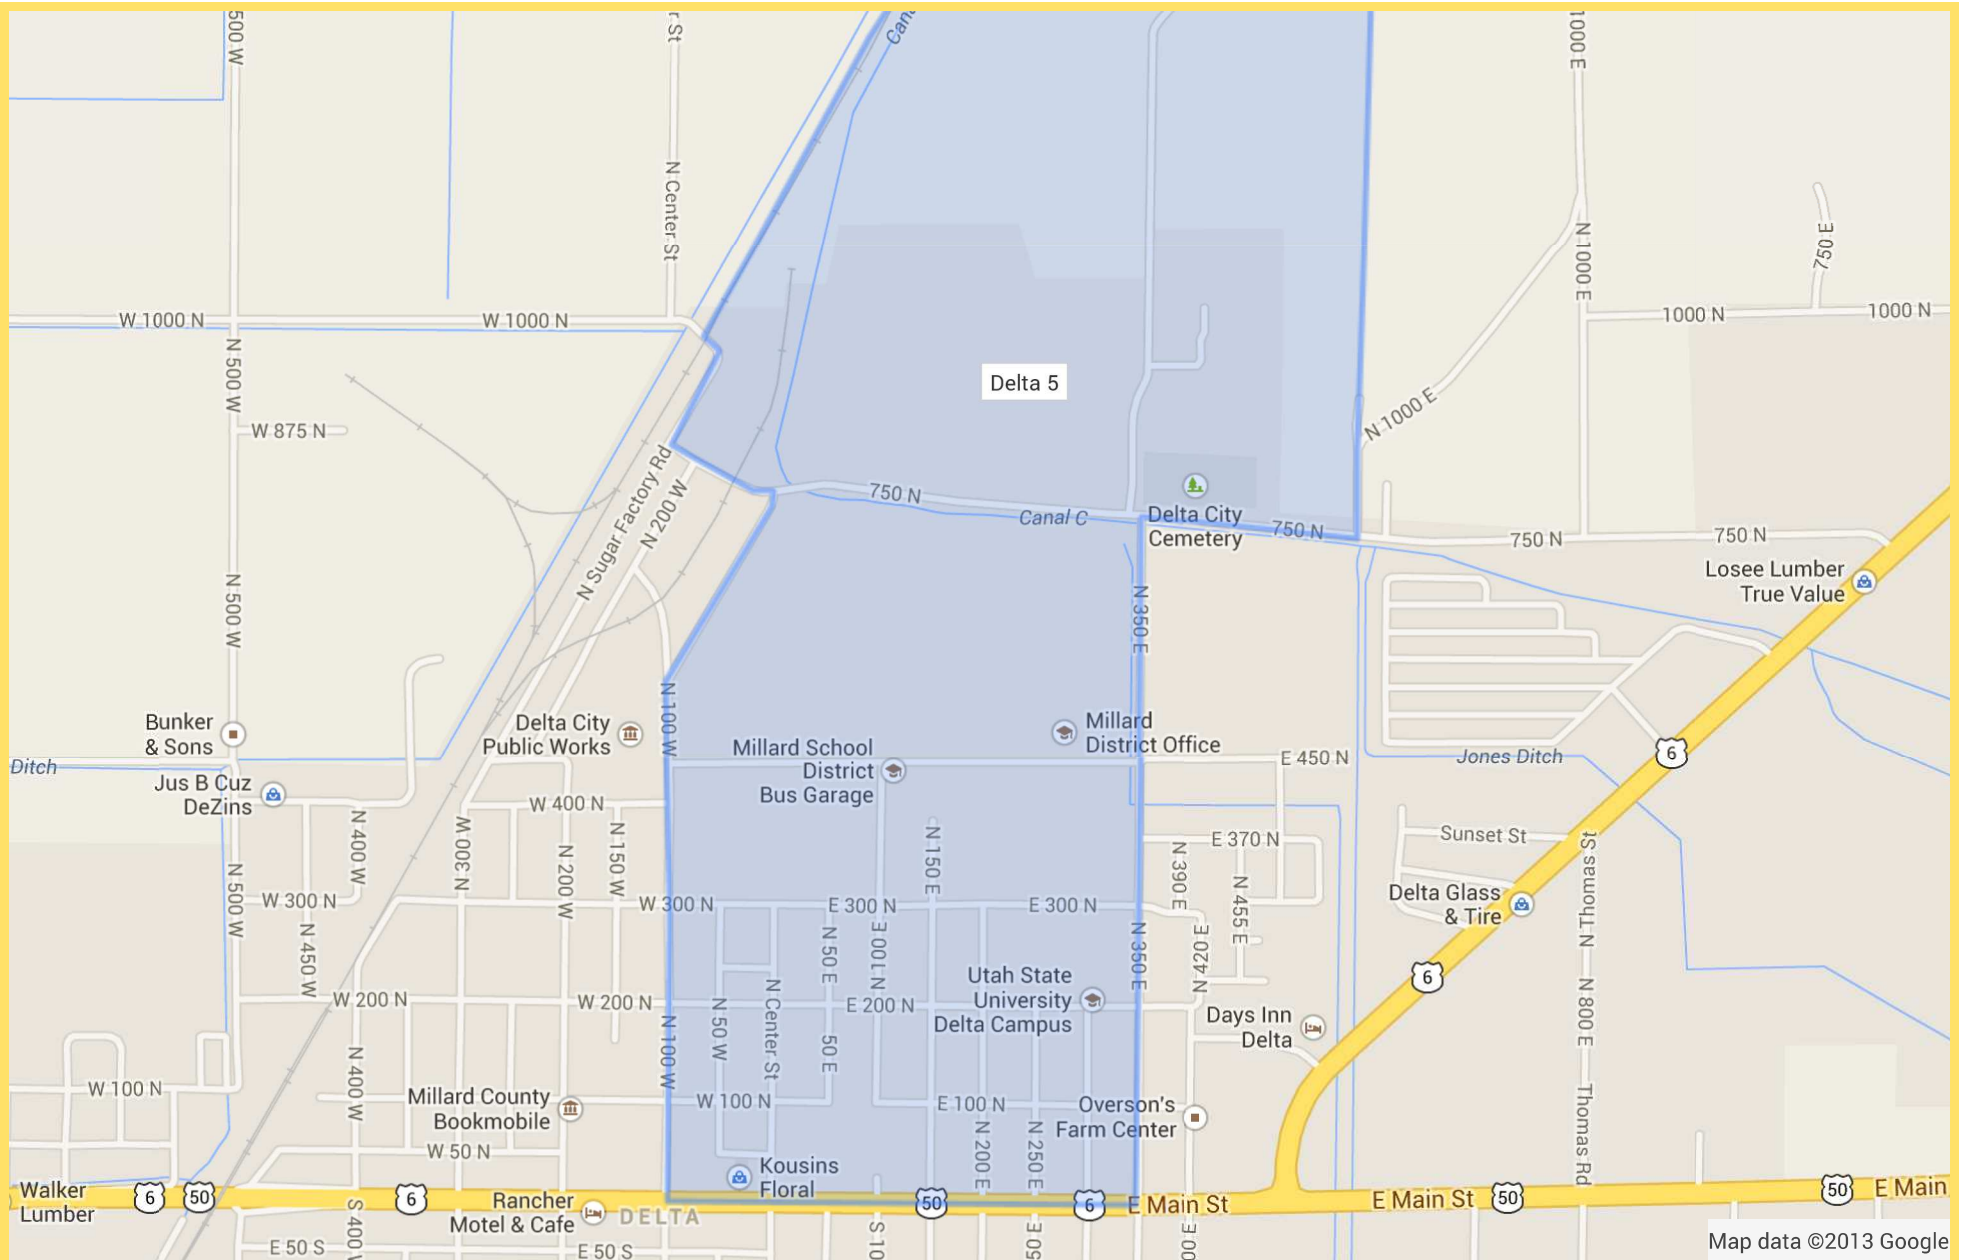 500 W
r St
Can
1000 E
N Center St
N 1000 E
750 E
W 1000 N
W 1000 N
1000 N
1000 N
N 500 W
Delta 5
N 1000 E
W 875 N
N Sugar Factory Rd
N 200 W
750 N
Canal C
Delta City
Cemetery
750 N
750 N
750 N
Losee Lumber
True Value
N 500 W
N 350 E
N 100 W
Bunker
& Sons
Delta City
Public Works
Millard School
District
Bus Garage
Millard
District Office
E 450 N
Jones Ditch
6
Ditch
Jus B Cuz
DeZins
W 400 N
N 400 W
N 300 W
N 200 W
N 150 W
N 150 E
E 370 N
Sunset St
N Thomas St
N 390 E
N 455 E
Delta Glass
& Tire
N 500 W
W 300 N
N 450 W
W 300 N
E 300 N
E 300 N
N 50 E
N 100 E
N 350 E
N 420 E
6
Utah State
University
Delta Campus
W 200 N
W 200 N
E 200 N
N 50 W
N Center St
50 E
N 100 W
Days Inn
Delta
N 800 E
N 400 W
W 100 N
Millard County
Bookmobile
W 100 N
E 100 N
Overson's
Farm Center
Thomas Rd
N 200 E
N 250 E
W 50 N
Kousins
Floral
Walker
Lumber
6
50
6
Rancher
Motel & Cafe
DELTA
50
6
E Main St
E Main St
50
50
E Main
S 400 W
E 50 S
E 50 S
S 10
50 E
00 E
Map data ©2013 Google